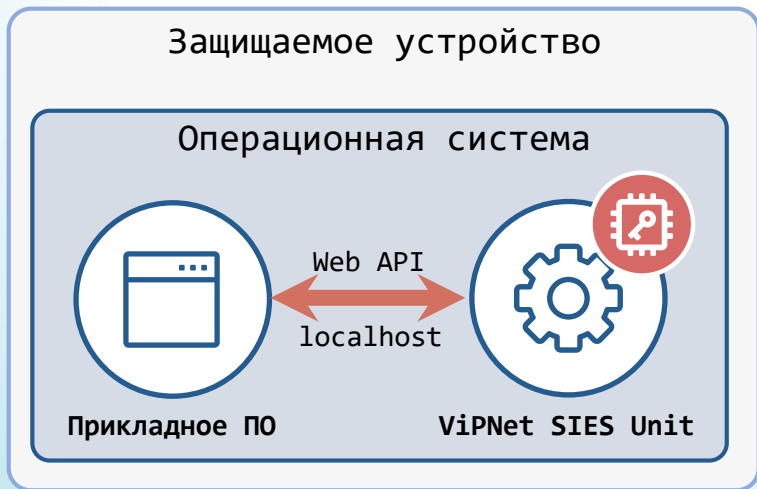 Защищаемое устройство
Операционная система
Web API
localhost
Прикладное ПО
ViPNet SIES Unit